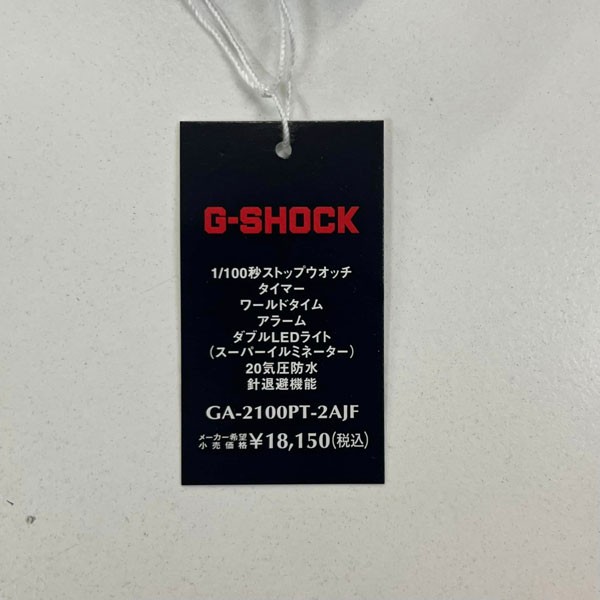 G-SHOCK
1/100秒ストップウオッチ
タイマー
ワールドタイム
アラーム
ダブルLEDライト
(スーパーイルミネーター)
20気圧防水
針退避機能
GA-2100PT-2AJF
メーカー希望小売価格 ¥18,150(税込)